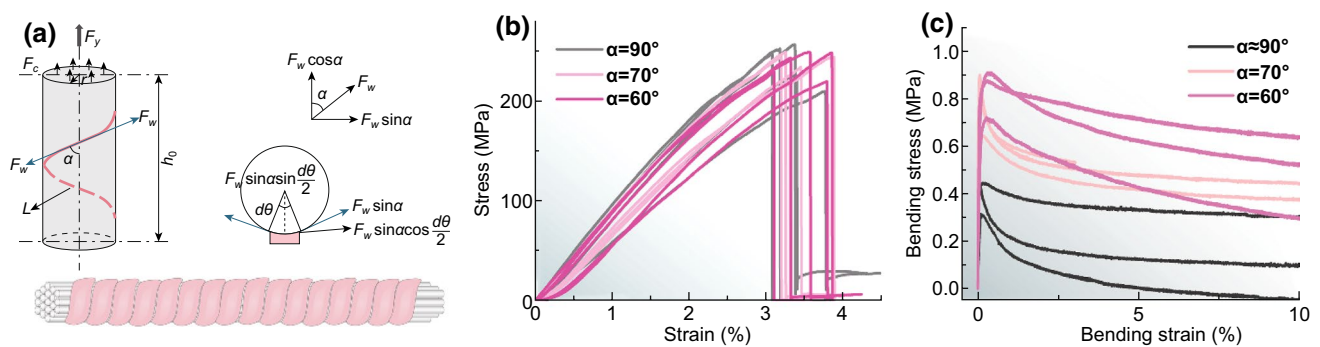 (a)
F_y
F_c
r
F_w
F_w
α
h_0
L
F_w cosα
α
F_w
F_w sinα
F_w sinα sin dθ/2
dθ
F_w sinα
F_w sinα cos dθ/2
(b)
α=90°
α=70°
α=60°
Stress (MPa)
200
100
0
0 1 2 3 4
Strain (%)
(c)
α≈90°
α=70°
α=60°
Bending stress (MPa)
1.0
0.8
0.6
0.4
0.2
0.0
0 5 10
Bending strain (%)